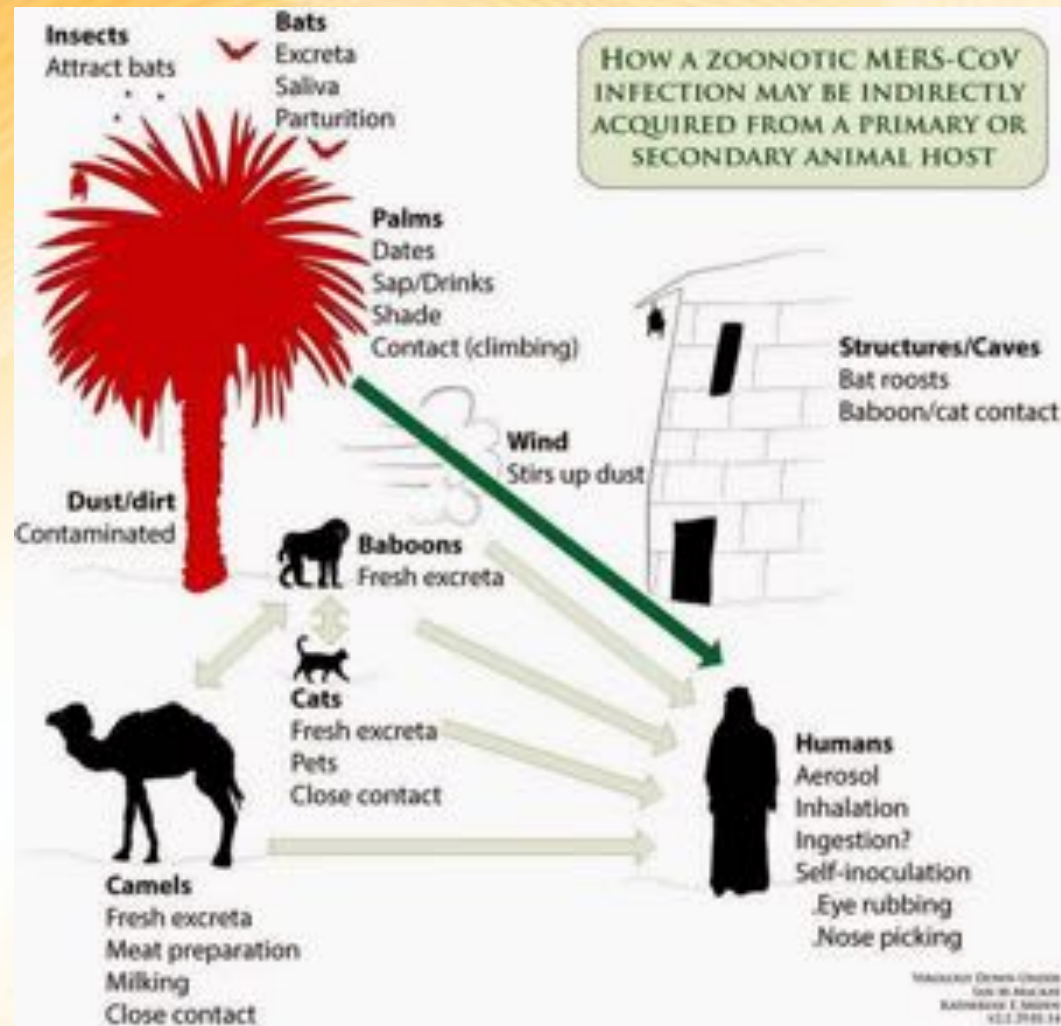 Insects
Attract bats
Bats
Excreta
Saliva
Parturition
HOW A ZOONOTIC MERS-COV
INFECTION MAY BE INDIRECTLY
ACQUIRED FROM A PRIMARY OR
SECONDARY ANIMAL HOST
Palms
Dates
Sap/Drinks
Shade
Contact (climbing)
Structures/Caves
Bat roosts
Baboon/cat contact
Wind
Stirs up dust
Dust/dirt
Contaminated
Baboons
Fresh excreta
Cats
Fresh excreta
Pets
Close contact
Humans
Aerosol
Inhalation
Ingestion?
Self-inoculation
.Eye rubbing
.Nose picking
Camels
Fresh excreta
Meat preparation
Milking
Close contact
VIROLOGY DOWN UNDER